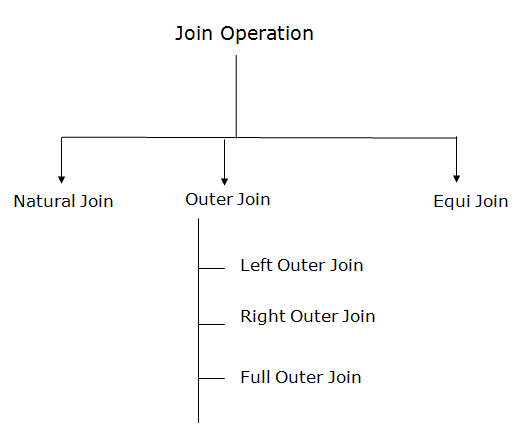 Join Operation
Natural Join
Outer Join
Equi Join
Left Outer Join
Right Outer Join
Full Outer Join